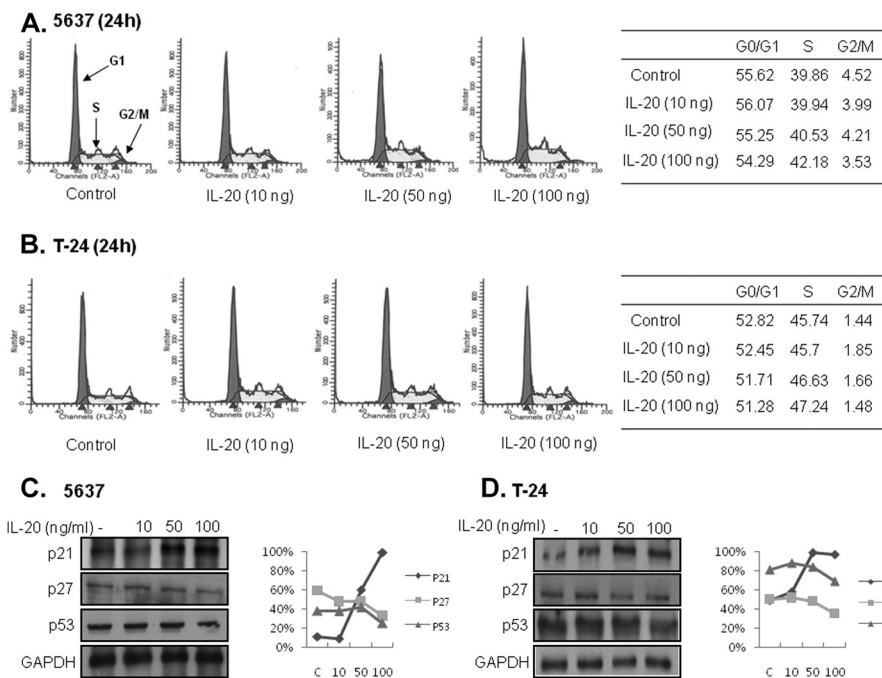 A. 5637 (24h)
G1
S
G2/M
Number
Channels (FL2-A)
Control
IL-20 (10 ng)
IL-20 (50 ng)
IL-20 (100 ng)
G0/G1 S G2/M
Control 55.62 39.86 4.52
IL-20 (10 ng) 56.07 39.94 3.99
IL-20 (50 ng) 55.25 40.53 4.21
IL-20 (100 ng) 54.29 42.18 3.53
B. T-24 (24h)
Number
Channels (FL2-A)
Control
IL-20 (10 ng)
IL-20 (50 ng)
IL-20 (100 ng)
G0/G1 S G2/M
Control 52.82 45.74 1.44
IL-20 (10 ng) 52.45 45.7 1.85
IL-20 (50 ng) 51.71 46.63 1.66
IL-20 (100 ng) 51.28 47.24 1.48
C. 5637
IL-20 (ng/ml) - 10 50 100
p21
p27
p53
GAPDH
100%
80%
60%
40%
20%
0%
C 10 50 100
P21
P27
P53
D. T-24
IL-20 (ng/ml) - 10 50 100
p21
p27
p53
GAPDH
100%
80%
60%
40%
20%
0%
C 10 50 100